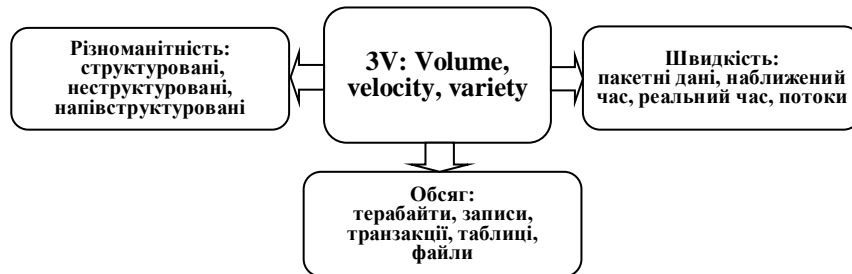 Різноманітність:
структуровані,
неструктуровані,
напівструктуровані
3V: Volume,
velocity, variety
Швидкість:
пакетні дані, наближений
час, реальний час, потоки
Обсяг:
терабайти, записи,
транзакції, таблиці,
файли